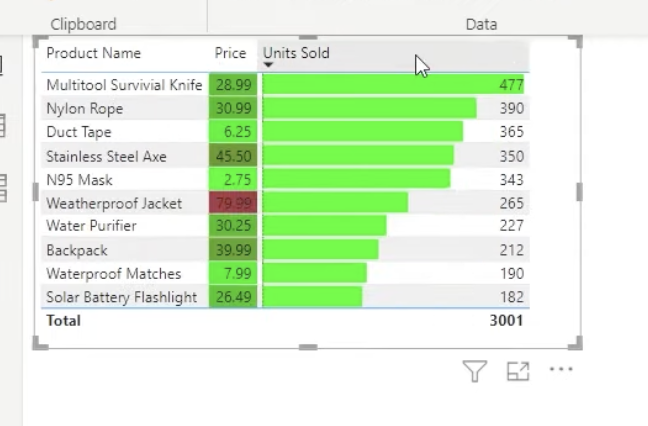 Clipboard Data
Product Name Price Units Sold
Multitool Survivial Knife 28.99 477
Nylon Rope 30.99 390
Duct Tape 6.25 365
Stainless Steel Axe 45.50 350
N95 Mask 2.75 343
Weatherproof Jacket 79.99 265
Water Purifier 30.25 227
Backpack 39.99 212
Waterproof Matches 7.99 190
Solar Battery Flashlight 26.49 182
Total 3001